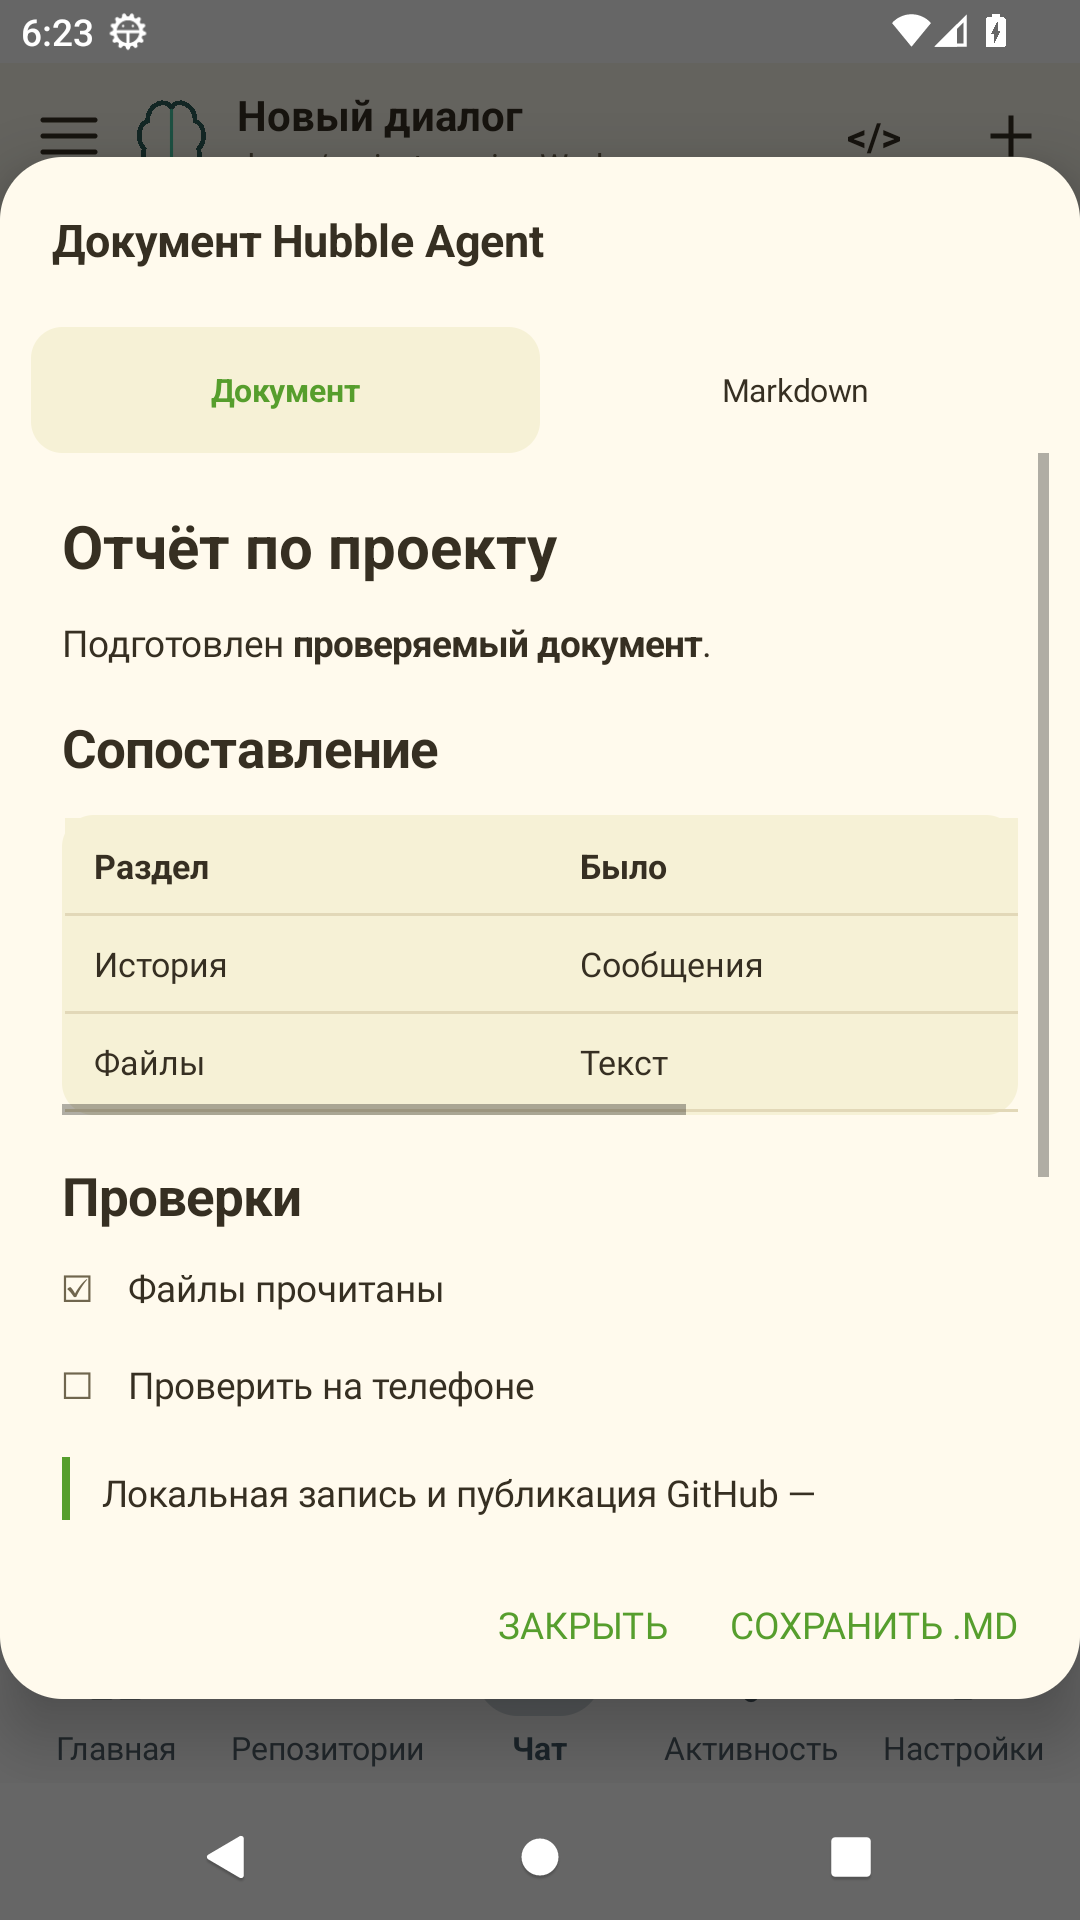 6:23
Новый диалог
</>
Документ Hubble Agent
Документ
Markdown
Отчёт по проекту
Подготовлен проверяемый документ.
Сопоставление
Раздел Было
История Сообщения
Файлы Текст
Проверки
☑ Файлы прочитаны
☐ Проверить на телефоне
Локальная запись и публикация GitHub —
ЗАКРЫТЬ СОХРАНИТЬ .MD
Главная Репозитории Чат Активность Настройки